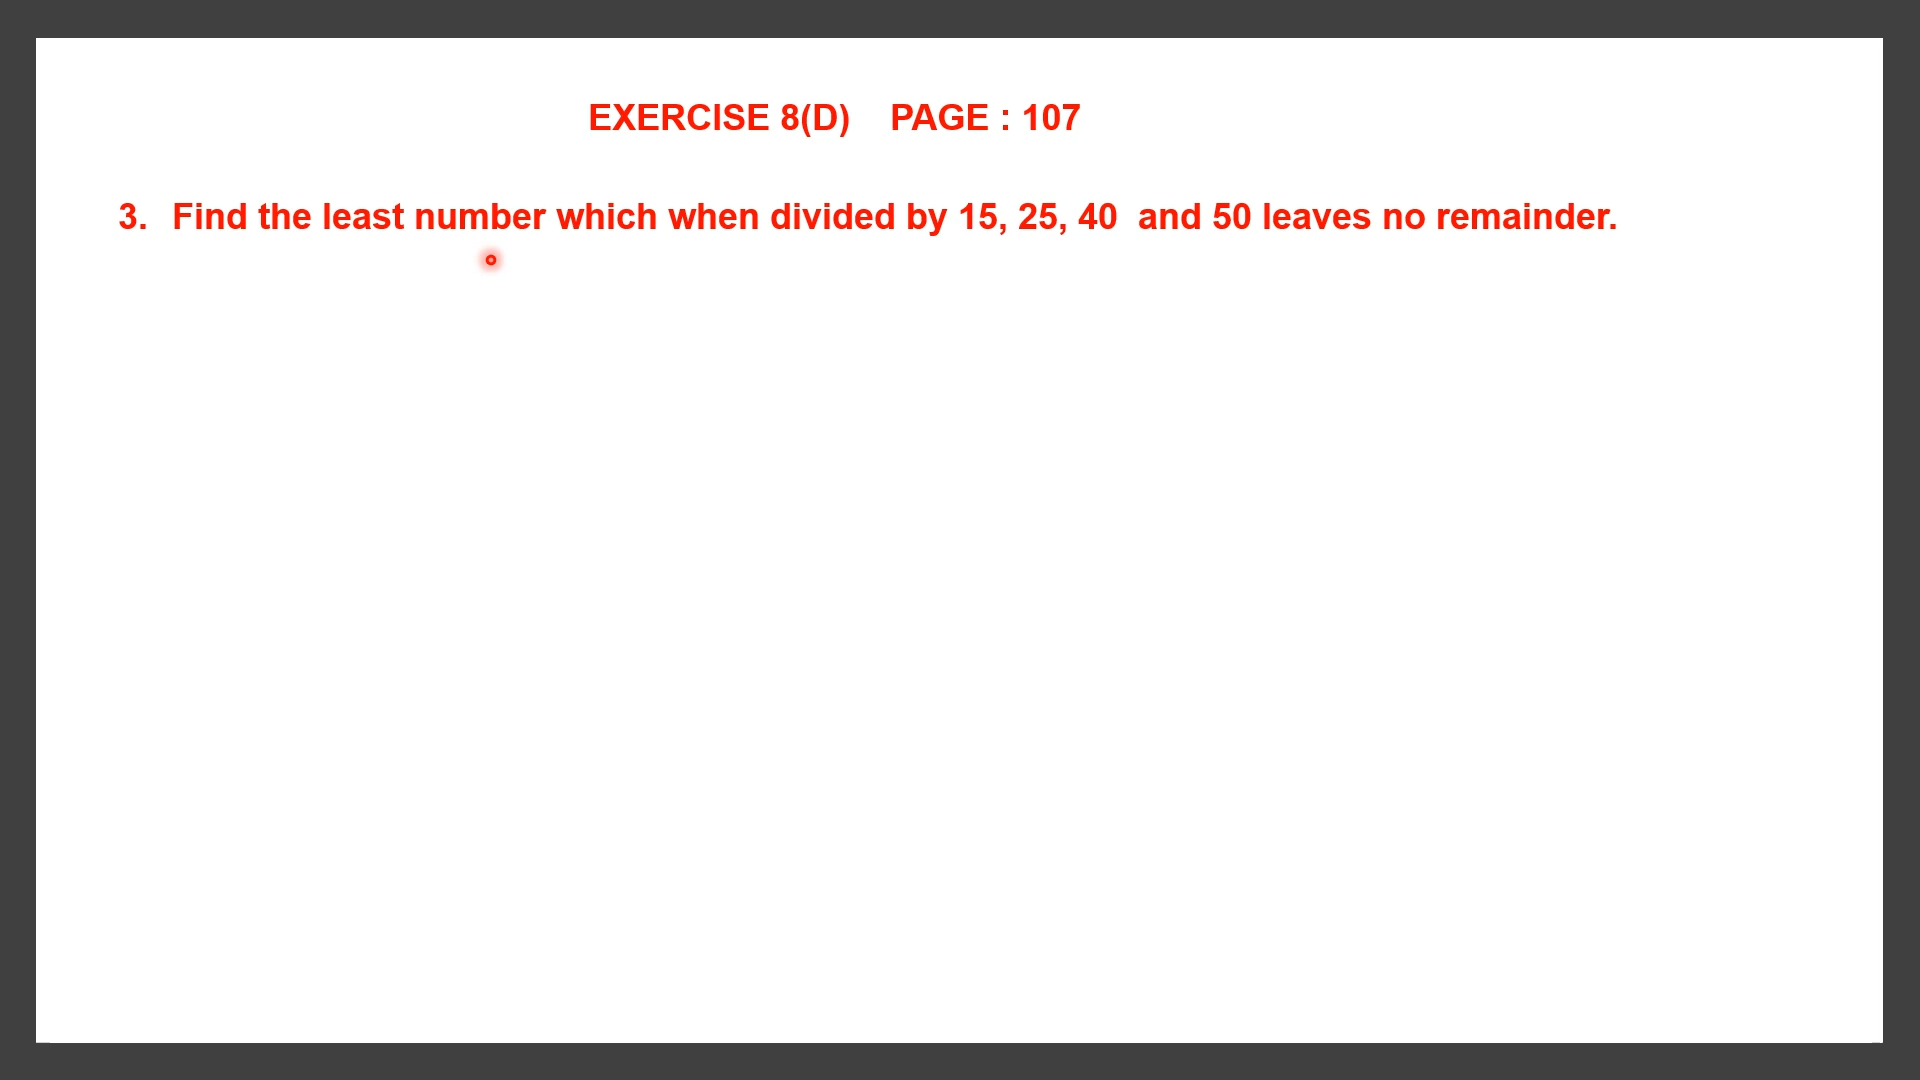 EXERCISE 8(D) PAGE : 107
3. Find the least number which when divided by 15, 25, 40 and 50 leaves no remainder.